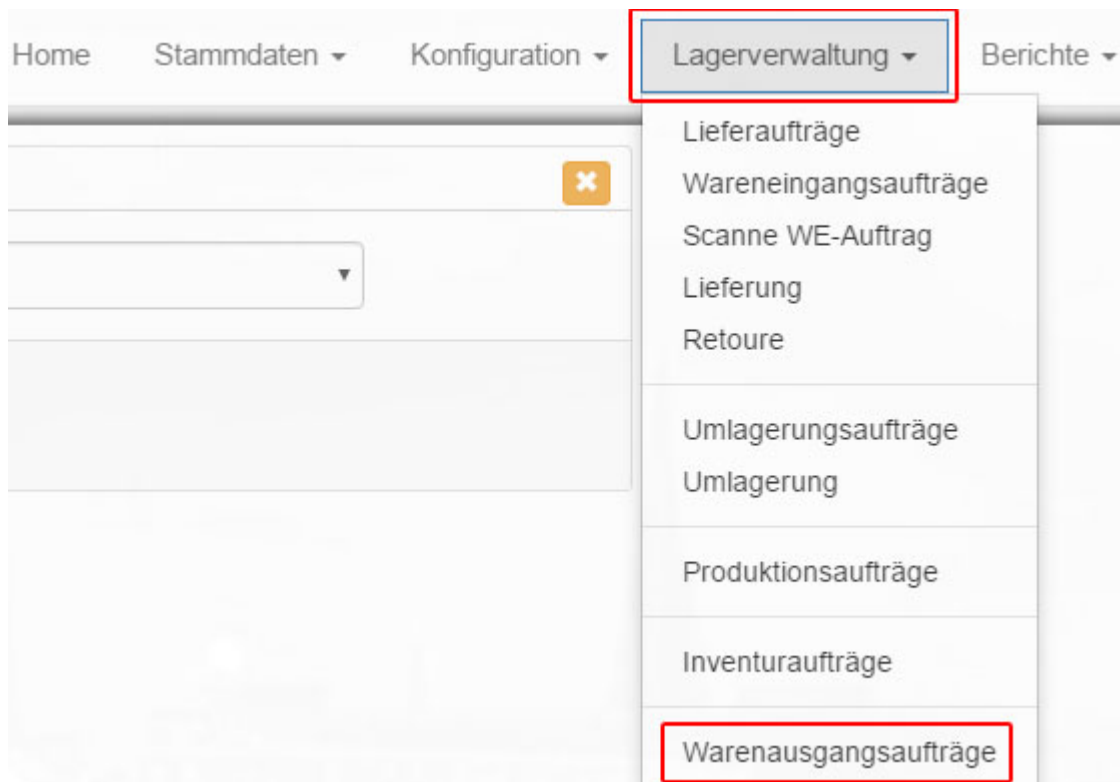 Home Stammdaten Konfiguration Lagerverwaltung Berichte
Lieferaufträge
Wareneingangsaufträge
Scanne WE-Auftrag
Lieferung
Retoure
Umlagerungsaufträge
Umlagerung
Produktionsaufträge
Inventuraufträge
Warenausgangsaufträge